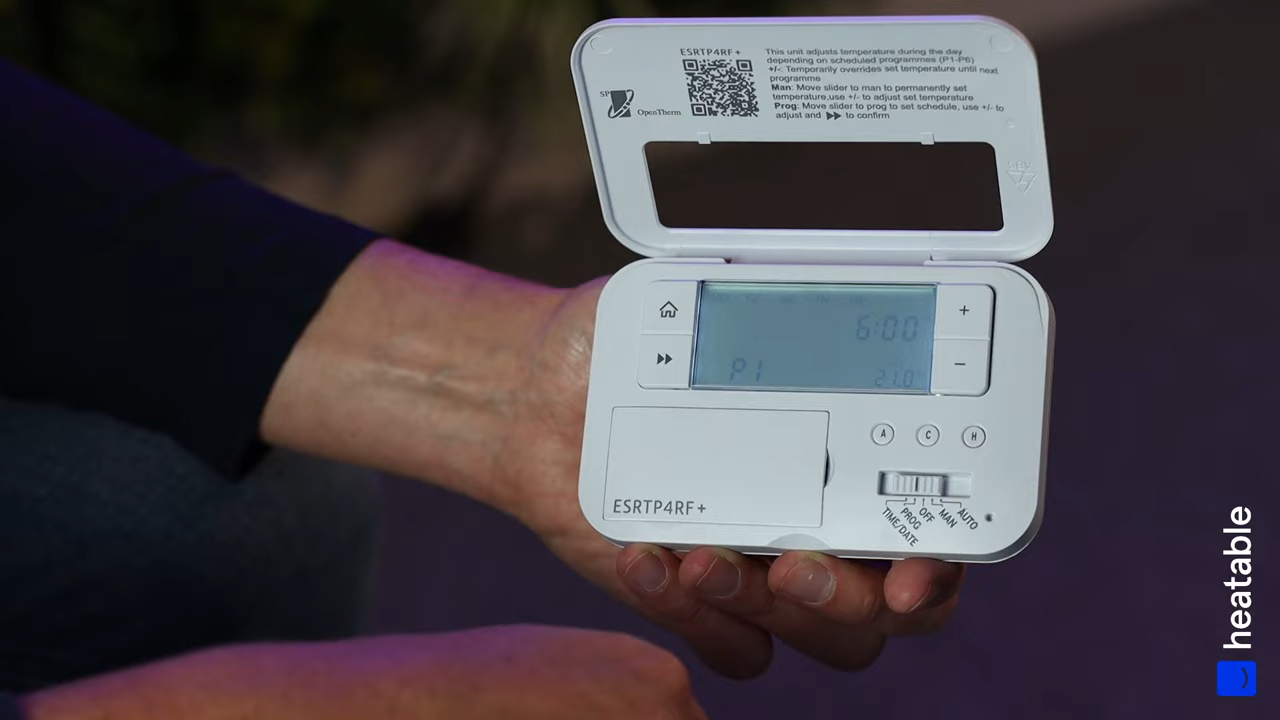 ESRTP4RF+
This unit adjusts temperature during the day
depending on scheduled programmes (P1-P6)
+/-: Temporarily overrides set temperature until next
programme
Man: Move slider to man to permanently set
temperature,use +/- to adjust set temperature
Prog: Move slider to prog to set schedule, use +/- to
adjust and ▶▶ to confirm
OpenTherm
6:00
P1
21.0
+
-
A C H
ESRTP4RF+
TIME/DATE
PROG
OFF
MAN
AUTO
heatable